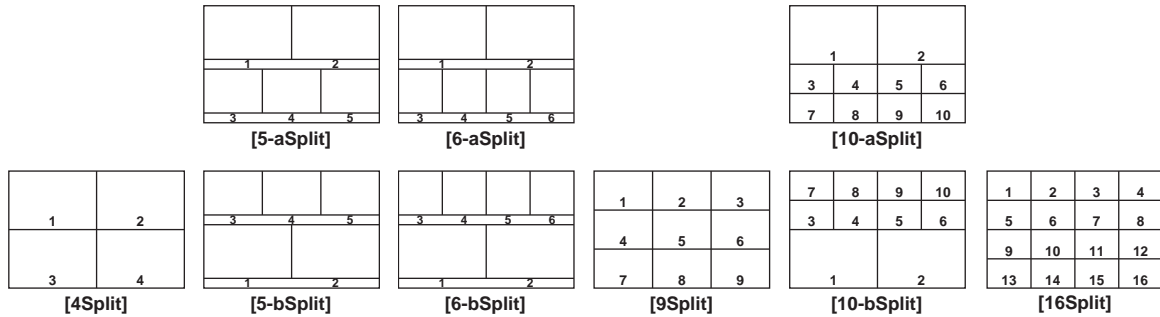 1 2
3 4 5
[5-aSplit]
1 2
3 4 5 6
[6-aSplit]
1 2
3 4 5 6
7 8 9 10
[10-aSplit]
1 2
3 4
[4Split]
3 4 5
1 2
[5-bSplit]
3 4 5 6
1 2
[6-bSplit]
1 2 3
4 5 6
7 8 9
[9Split]
7 8 9 10
3 4 5 6
1 2
[10-bSplit]
1 2 3 4
5 6 7 8
9 10 11 12
13 14 15 16
[16Split]